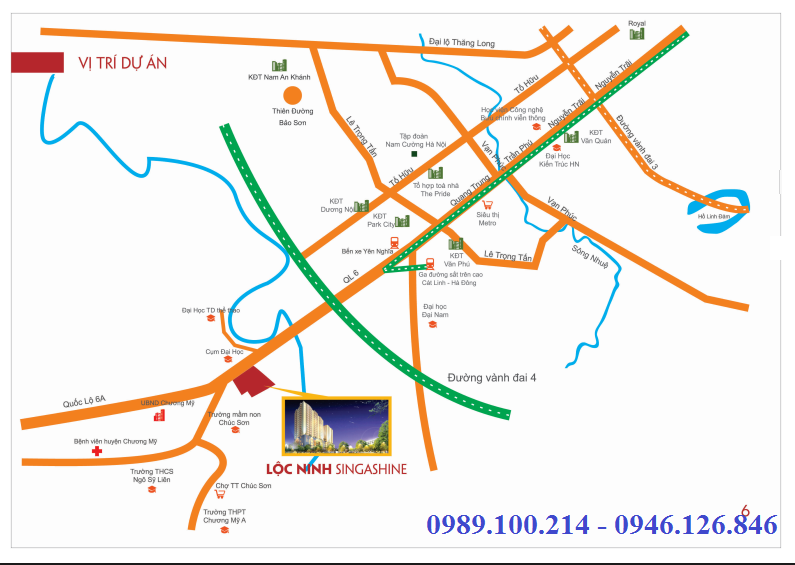 VỊ TRÍ DỰ ÁN
Royal
Đại lộ Thăng Long
KĐT Nam An Khánh
Thiên Đường
Bảo Sơn
Lê Trọng Tấn
Tố Hữu
Nguyễn Trãi
Nguyễn Trãi
Học viện Công nghệ
Bưu chính viễn thông
Đường vành đai 3
KĐT
Văn Quán
Đại Học
Kiến Trúc HN
Tập đoàn
Nam Cường Hà Nội
Vạn Phúc
Trần Phú
Tố Hữu
Tổ hợp toà nhà
The Pride
Quang Trung
KĐT
Dương Nội
KĐT
Park City
Siêu thị
Metro
Vạn Phúc
Hồ Linh Đàm
Bến xe Yên Nghĩa
KĐT
Văn Phú
Lê Trọng Tấn
Sông Nhuệ
QL 6
Ga đường sắt trên cao
Cát Linh - Hà Đông
Đại Học TD thể thao
Đại học
Đại Nam
Cụm Đại Học
Đường vành đai 4
Quốc Lộ 6A
UBND Chương Mỹ
Trường mầm non
Chúc Sơn
Bệnh viên huyện Chương Mỹ
LỘC NINH SINGASHINE
Trường THCS
Ngô Sỹ Liên
Chợ TT Chúc Sơn
Trường THPT
Chương Mỹ A
6
0989.100.214 - 0946.126.846